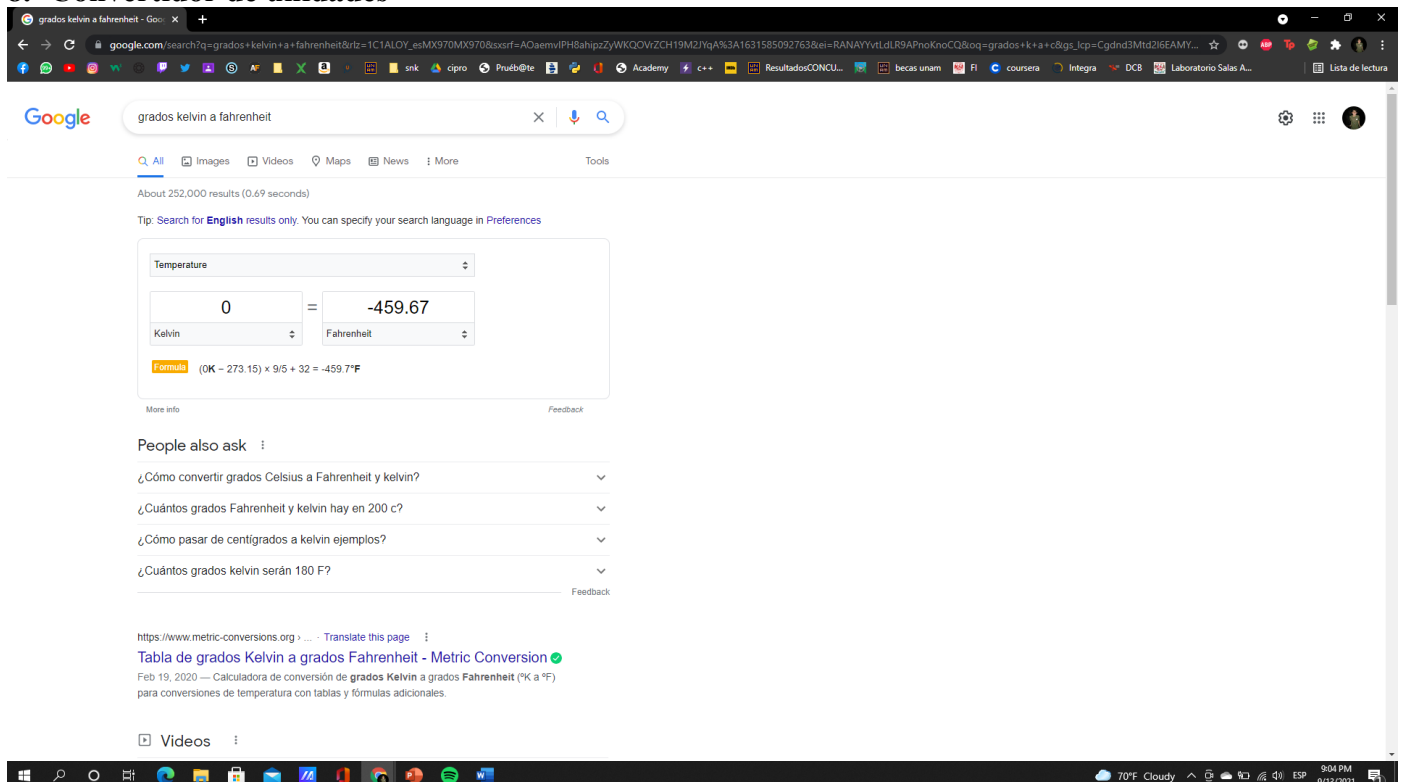 grados kelvin a fahrenheit - Goo
google.com/search?q=grados+kelvin+a+fahrenheit&rlz=1C1ALOY_esMX970MX970&sxsrf=AOaemvIPH8ahipzZyWKQOVrZCH19M2JYqA%3A1631585092763&ei=RANAYYvtLdLR9APnoKnoCQ&oq=grados+k+a+c&gs_lcp=Cgdnd3Mtd2l6EAMY...
snk cipro Pruéb@te Academy c++ ResultadosCONCU... becas unam FI coursera Integra DCB Laboratorio Salas A... Lista de lectura
Google grados kelvin a fahrenheit
All Images Videos Maps News More Tools
About 252,000 results (0.69 seconds)
Tip: Search for English results only. You can specify your search language in Preferences
Temperature
0 = -459.67
Kelvin Fahrenheit
Formula (0K − 273.15) × 9/5 + 32 = -459.7°F
More info Feedback
People also ask
¿Cómo convertir grados Celsius a Fahrenheit y kelvin?
¿Cuántos grados Fahrenheit y kelvin hay en 200 c?
¿Cómo pasar de centígrados a kelvin ejemplos?
¿Cuántos grados kelvin serán 180 F?
Feedback
https://www.metric-conversions.org › ... · Translate this page
Tabla de grados Kelvin a grados Fahrenheit - Metric Conversion
Feb 19, 2020 — Calculadora de conversión de grados Kelvin a grados Fahrenheit (ºK a ºF)
para conversiones de temperatura con tablas y fórmulas adicionales.
Videos
70°F Cloudy ESP 9:04 PM